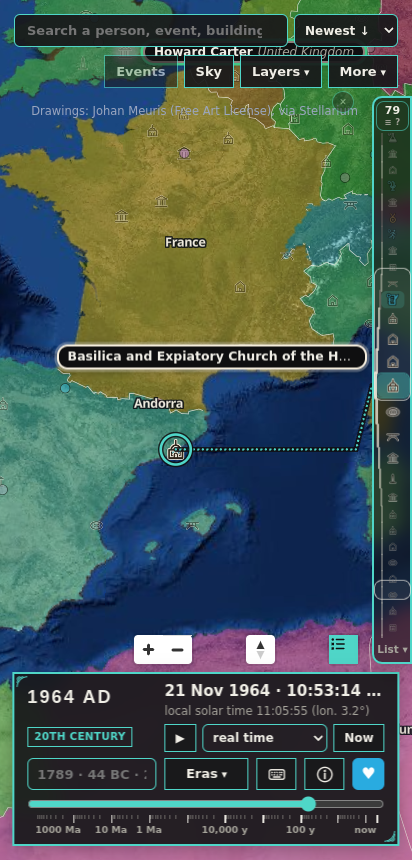 Search a person, event, building
Newest ↓
Howard Carter United Kingdom
Events
Sky
Layers ▾
More ▾
Drawings: Johan Meuris (Free Art License), via Stellarium
×
79
≡ ?
France
Basilica and Expiatory Church of the H…
Andorra
+ −
List ▾
1964 AD
21 Nov 1964 · 10:53:14 ...
local solar time 11:05:55 (lon. 3.2°)
20TH CENTURY
▶
real time
Now
1789 · 44 BC ·
Eras ▾
1000 Ma 10 Ma 1 Ma 10,000 y 100 y now